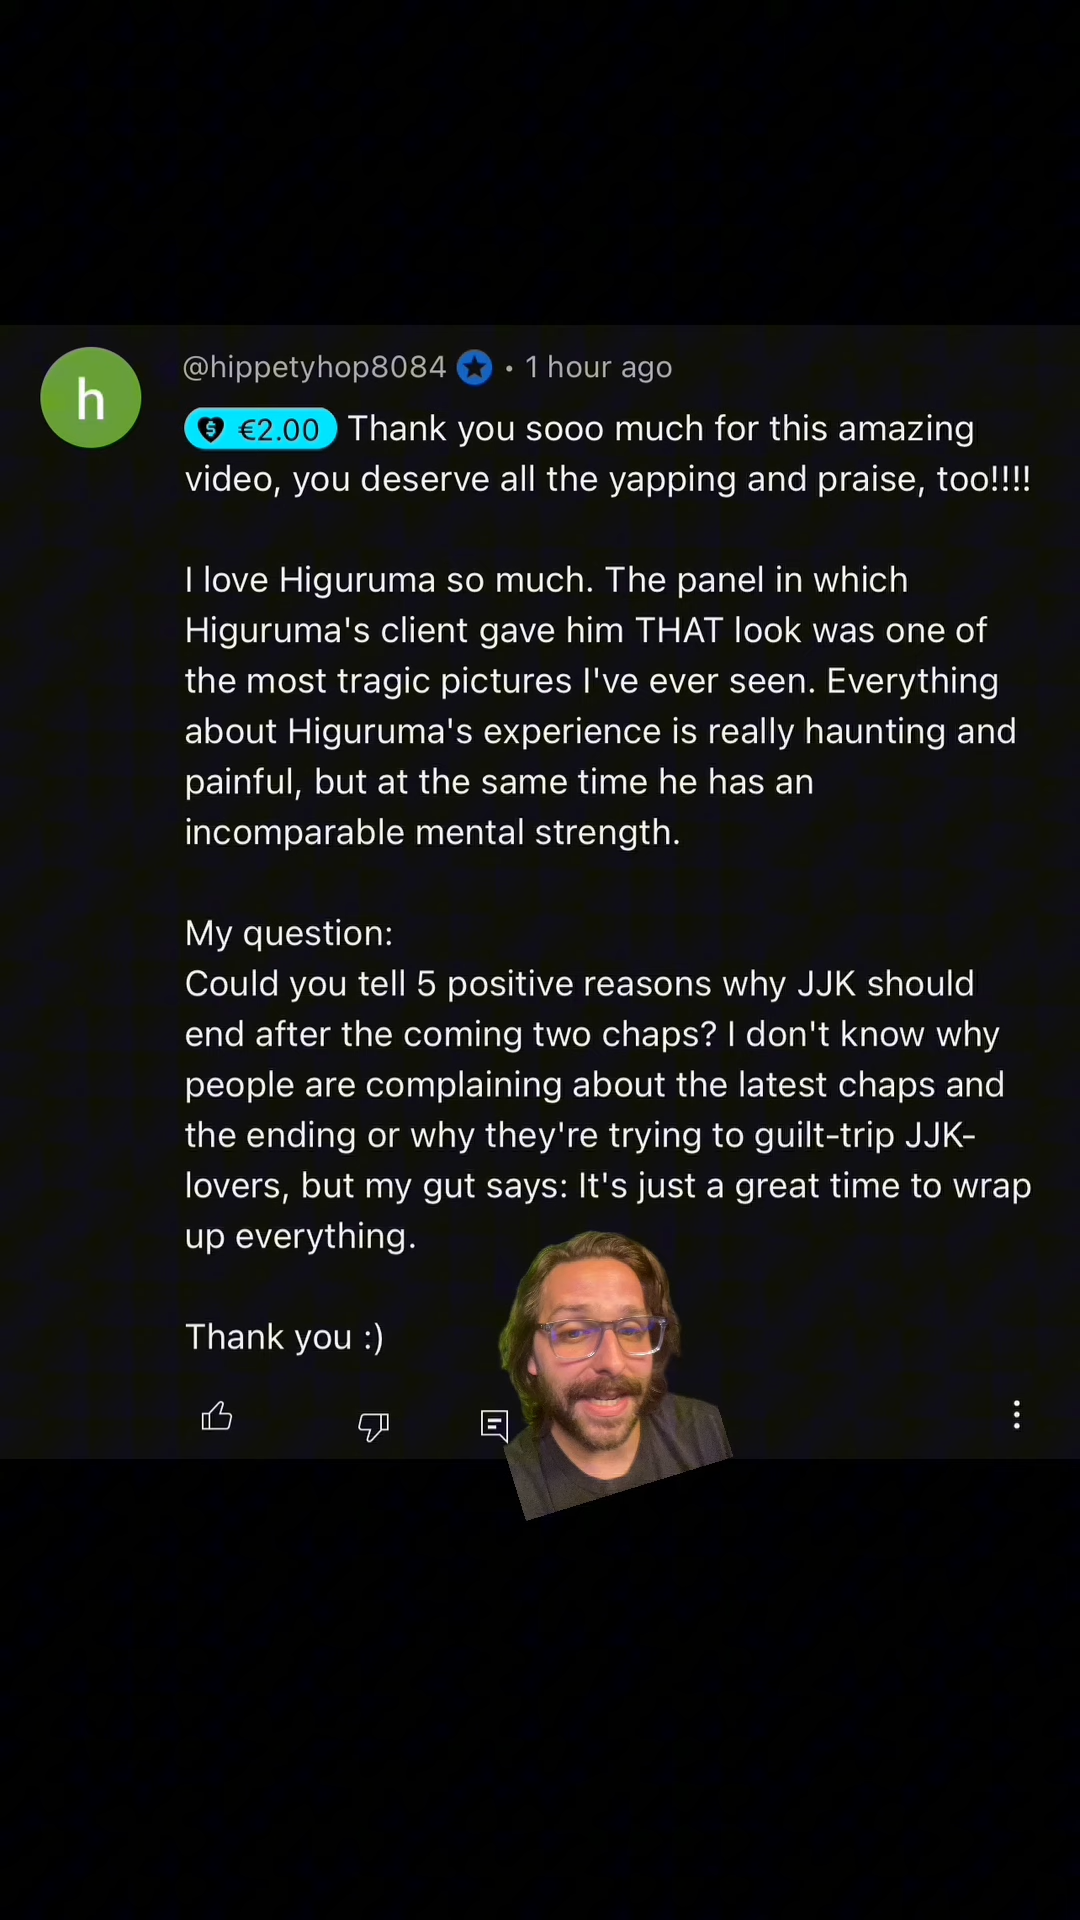 h
@hippetyhop8084 • 1 hour ago
€2.00 Thank you sooo much for this amazing
video, you deserve all the yapping and praise, too!!!!
I love Higuruma so much. The panel in which
Higuruma's client gave him THAT look was one of
the most tragic pictures I've ever seen. Everything
about Higuruma's experience is really haunting and
painful, but at the same time he has an
incomparable mental strength.
My question:
Could you tell 5 positive reasons why JJK should
end after the coming two chaps? I don't know why
people are complaining about the latest chaps and
the ending or why they're trying to guilt-trip JJK-
lovers, but my gut says: It's just a great time to wrap
up everything.
Thank you :)